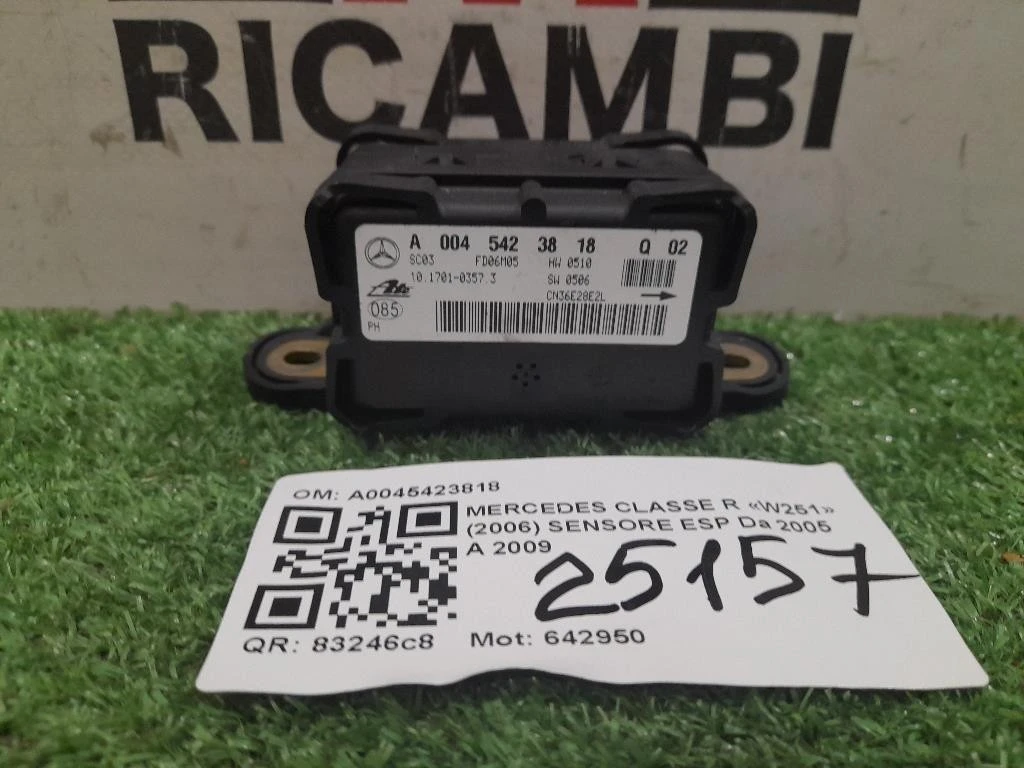 RICAMBI
A 004 542 38 18 Q 02
SC03 FD06M05 HW 0510
10.1701-0357.3 SW 0506
Ate CN36E28E2L
085
PH
OM: A0045423818
MERCEDES CLASSE R «W251»
(2006) SENSORE ESP Da 2005
A 2009
25157
QR: 83246c8 Mot: 642950